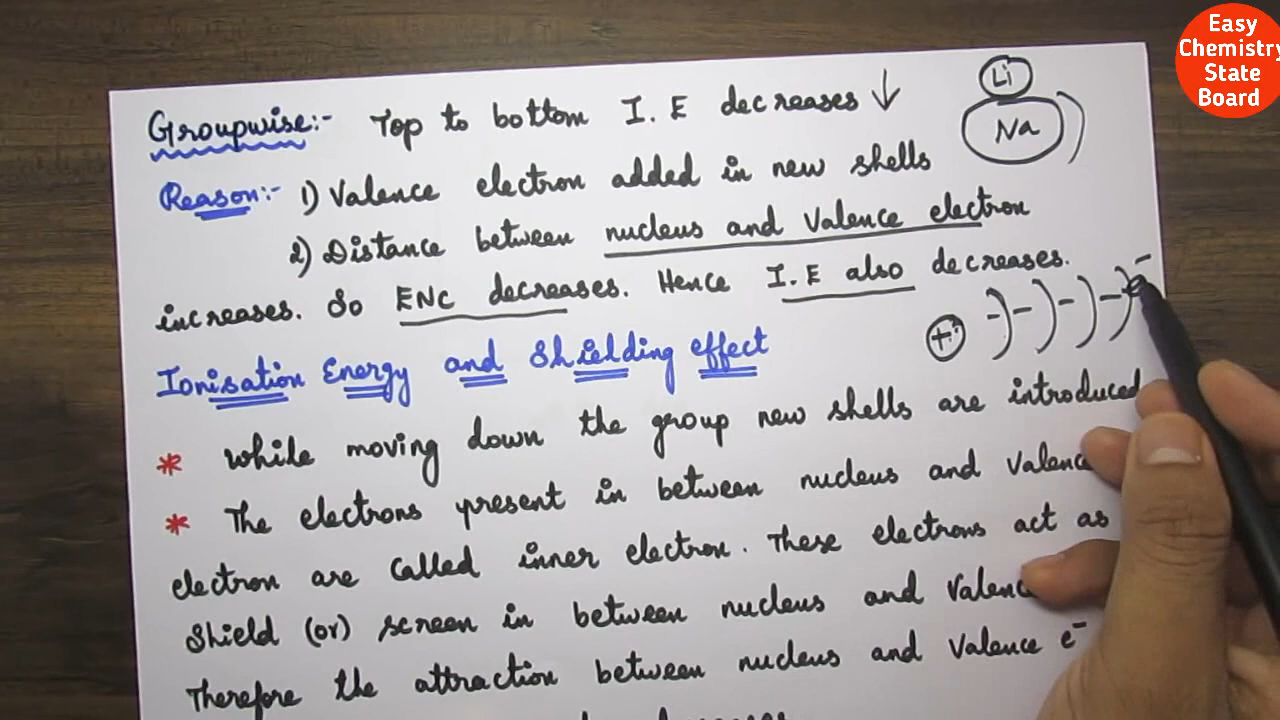 Easy
Chemistry
State
Board
Groupwise:- Top to bottom I.E decreases ↓
Li
Na
Reason:- 1) Valence electron added in new shells
2) Distance between nucleus and Valence electron
increases. So ENC decreases. Hence I.E also decreases.
+
Ionisation Energy and Shielding effect
* While moving down the group new shells are introduced
* The electrons present in between nucleus and Valence
electron are called inner electron. These electrons act as
Shield (or) screen in between nucleus and Valence
Therefore the attraction between nucleus and Valence e⁻